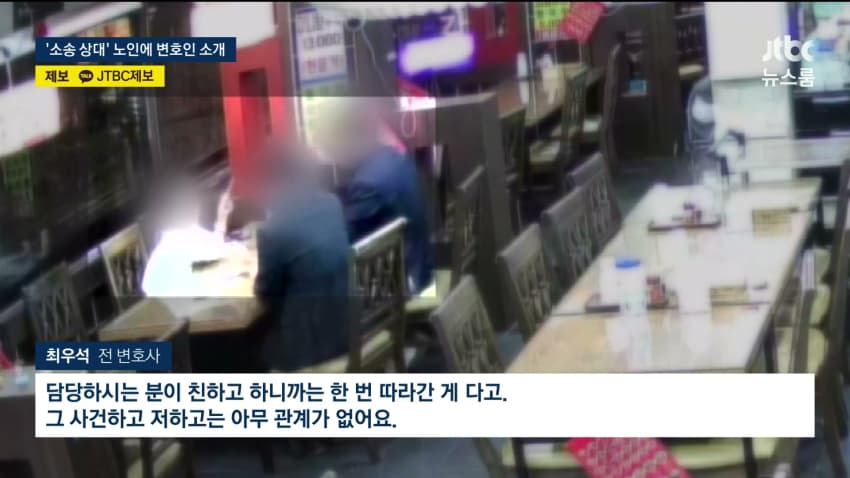 '소송 상대' 노인에 변호인 소개
제보 JTBC제보
jtbc
뉴스룸
13,000
최우석 전 변호사
담당하시는 분이 친하고 하니까는 한 번 따라간 게 다고.
그 사건하고 저하고는 아무 관계가 없어요.